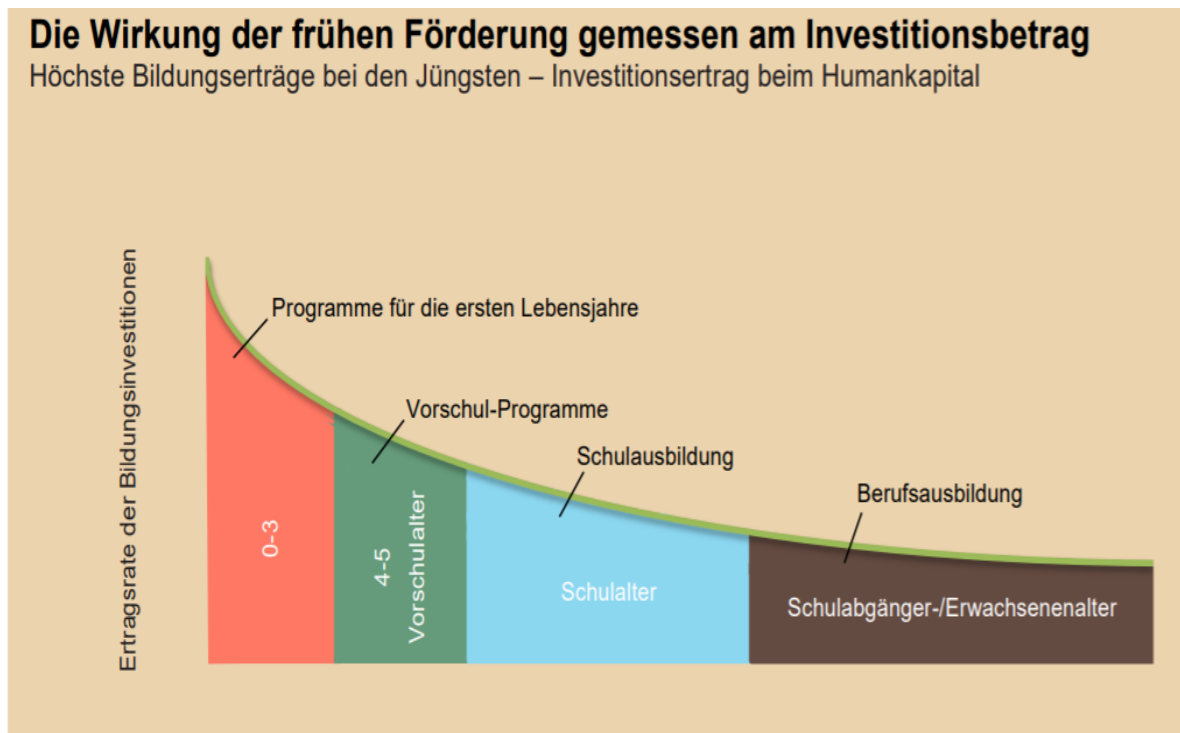 Die Wirkung der frühen Förderung gemessen am Investitionsbetrag
Höchste Bildungserträge bei den Jüngsten – Investitionsertrag beim Humankapital
Ertragsrate der Bildungsinvestitionen
Programme für die ersten Lebensjahre
Vorschul-Programme
Schulausbildung
Berufsausbildung
0-3
4-5
Vorschulalter
Schulalter
Schulabgänger-/Erwachsenenalter